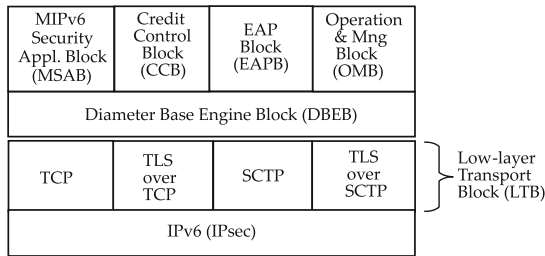 MIPv6
Security
Appl. Block
(MSAB)
Credit
Control
Block
(CCB)
EAP
Block
(EAPB)
Operation
& Mng
Block
(OMB)
Diameter Base Engine Block (DBEB)
TCP
TLS
over
TCP
SCTP
TLS
over
SCTP
Low-layer
Transport
Block (LTB)
IPv6 (IPsec)